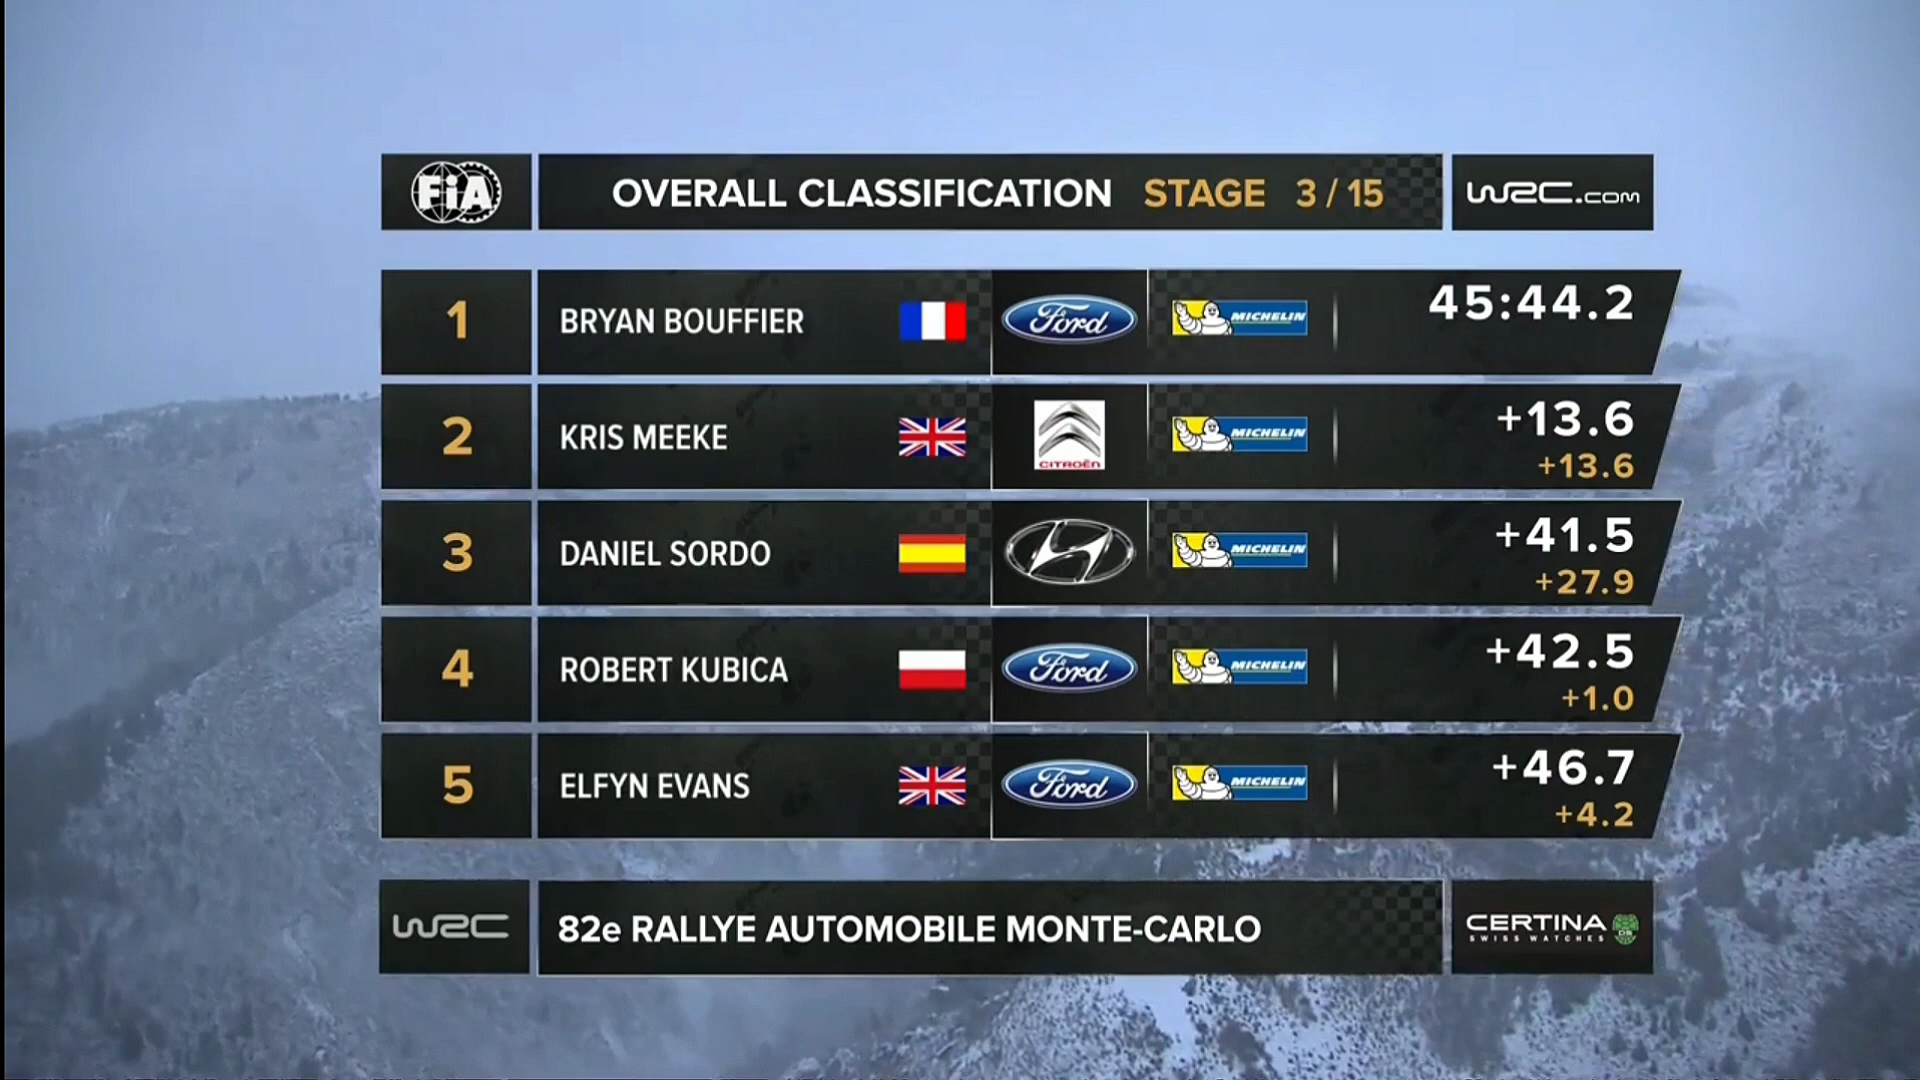 FiA
OVERALL CLASSIFICATION STAGE 3 / 15
WRC.COM
1 BRYAN BOUFFIER Ford MICHELIN 45:44.2
2 KRIS MEEKE CITROËN MICHELIN +13.6
+13.6
3 DANIEL SORDO MICHELIN +41.5
+27.9
4 ROBERT KUBICA Ford MICHELIN +42.5
+1.0
5 ELFYN EVANS Ford MICHELIN +46.7
+4.2
WRC
82e RALLYE AUTOMOBILE MONTE-CARLO
CERTINA DS
SWISS WATCHES